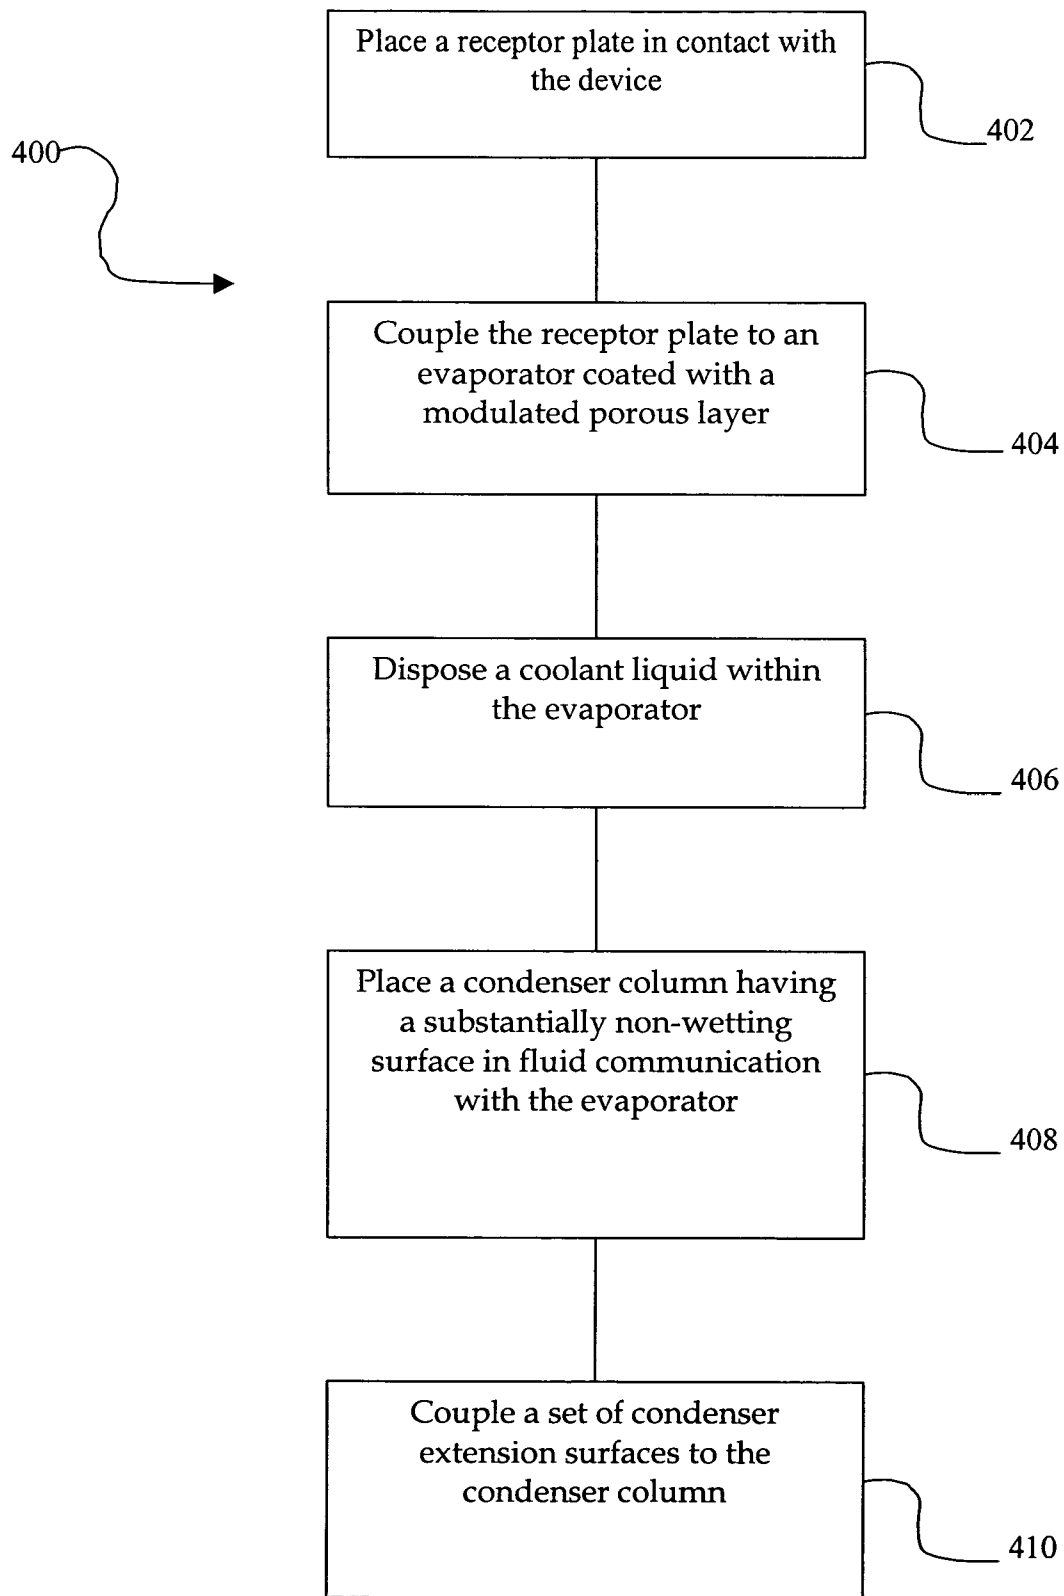 Place a receptor plate in contact with
the device
402
400
Couple the receptor plate to an
evaporator coated with a
modulated porous layer
404
Dispose a coolant liquid within
the evaporator
406
Place a condenser column having
a substantially non-wetting
surface in fluid communication
with the evaporator
408
Couple a set of condenser
extension surfaces to the
condenser column
410